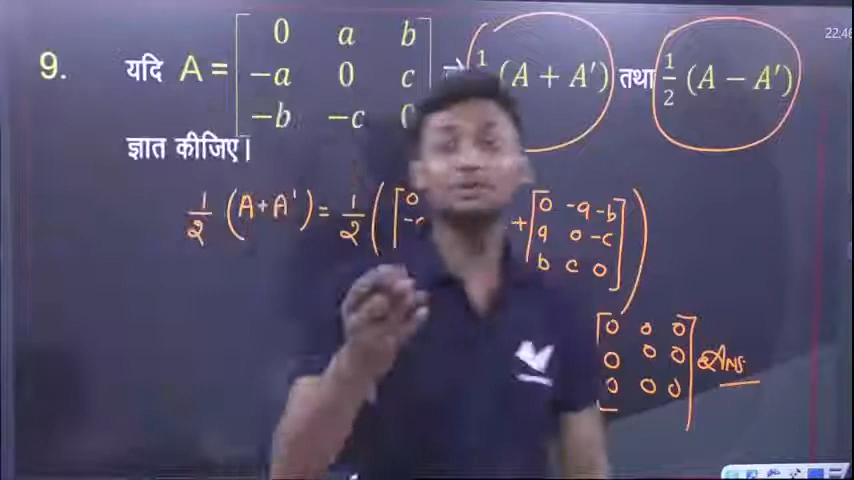 22:46
9. यदि A = [ 0 a b
-a 0 c
-b -c 0 ] 1 (A + A') तथा 1/2 (A - A')
ज्ञात कीजिए।
1/2 (A+A') = 1/2 ( [ 0 + [ 0 -a -b
a 0 -c
b c 0 ] )
[ 0 0 0
0 0 0
0 0 0 ] Ans